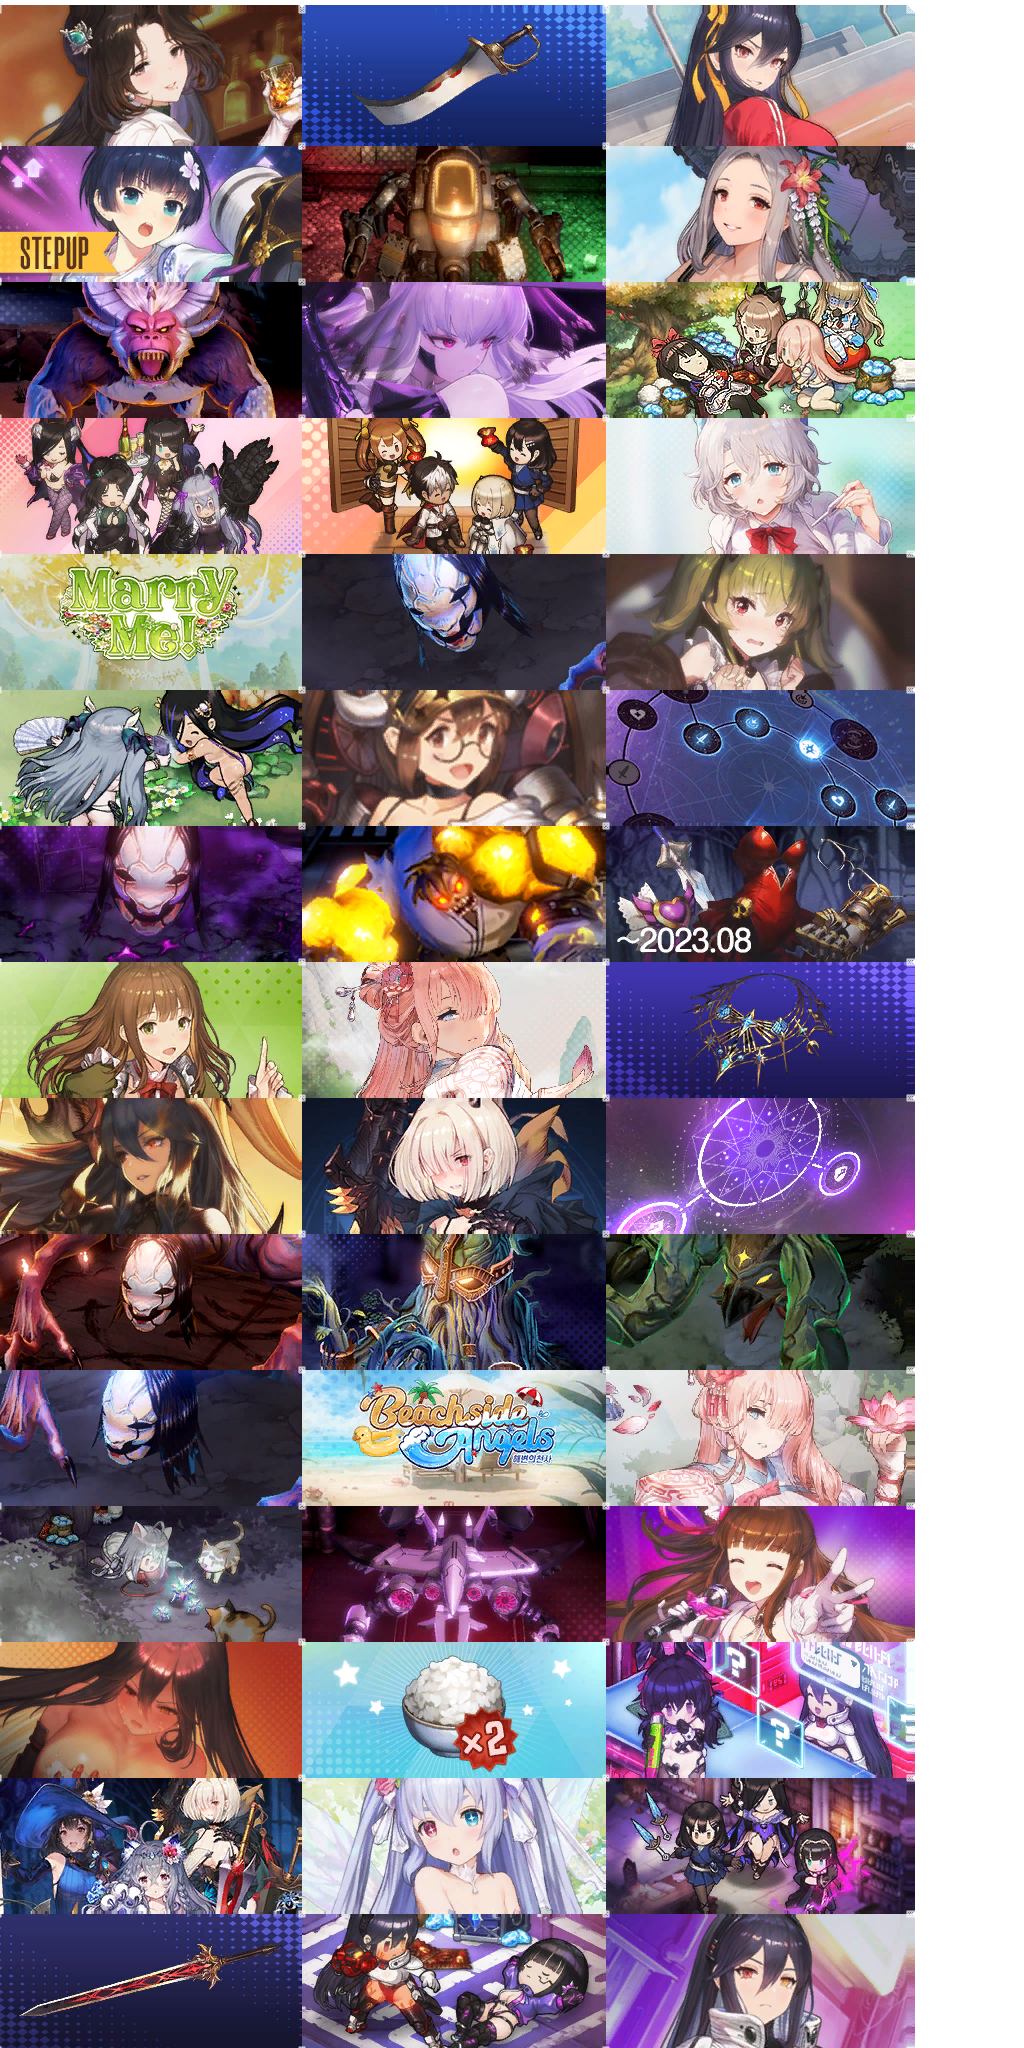 STEPUP
Marry
Me!
~2023.08
Beachside
Angels
해변의 천사
×2
?
?